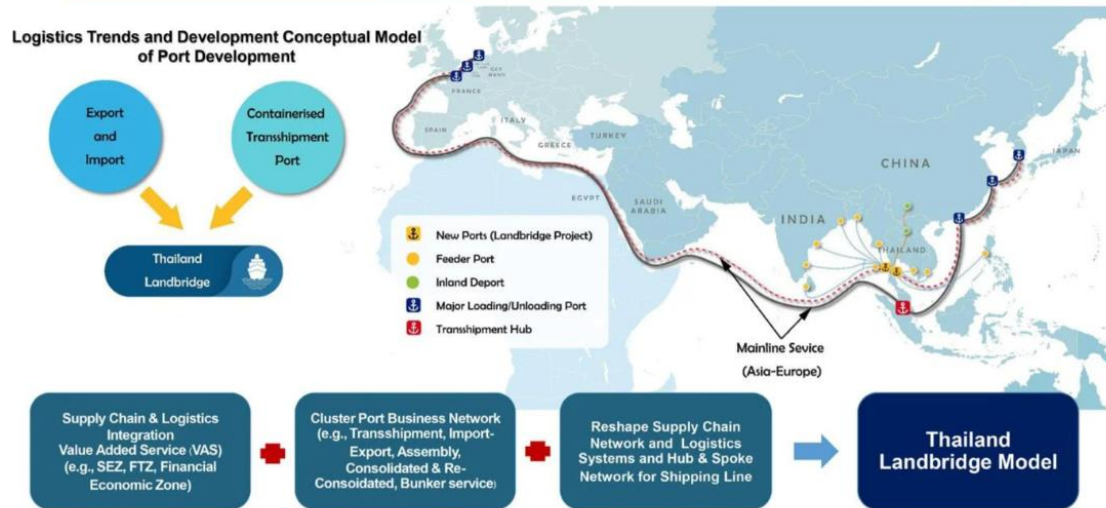 Logistics Trends and Development Conceptual Model
of Port Development
Export
and
Import
Containerised
Transshipment
Port
Thailand
Landbridge
FRANCE
SPAIN
ITALY
GREECE
TURKEY
EGYPT
SAUDI
ARABIA
INDIA
CHINA
JAPAN
THAILAND
New Ports (Landbridge Project)
Feeder Port
Inland Deport
Major Loading/Unloading Port
Transshipment Hub
Mainline Sevice
(Asia-Europe)
Supply Chain & Logistics
Integration
Value Added Service (VAS)
(e.g., SEZ, FTZ, Financial
Economic Zone)
Cluster Port Business Network
(e.g., Transshipment, Import-
Export, Assembly,
Consolidated & Re-
Consoidated, Bunker service)
Reshape Supply Chain
Network and Logistics
Systems and Hub & Spoke
Network for Shipping Line
Thailand
Landbridge Model